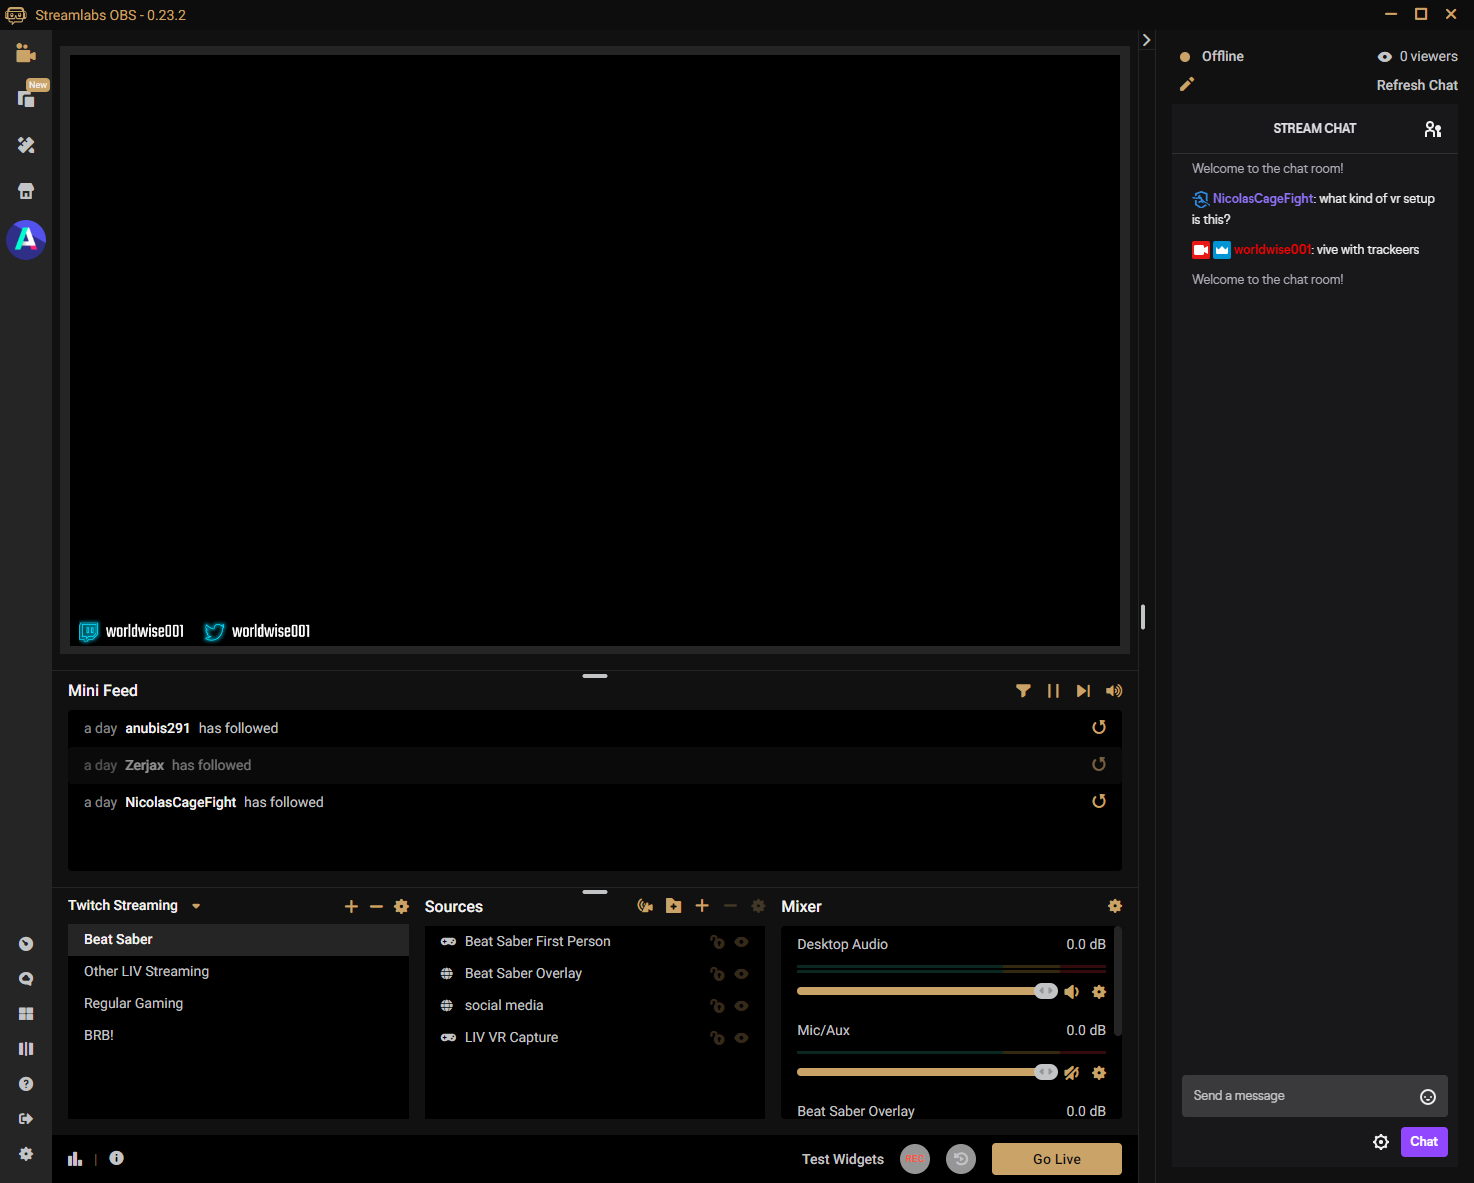 Streamlabs OBS - 0.23.2
New
Offline
0 viewers
Refresh Chat
STREAM CHAT
Welcome to the chat room!
NicolasCageFight: what kind of vr setup
is this?
worldwise001: vive with trackeers
Welcome to the chat room!
worldwise001 worldwise001
Mini Feed
a day anubis291 has followed
a day Zerjax has followed
a day NicolasCageFight has followed
Twitch Streaming
Beat Saber
Other LIV Streaming
Regular Gaming
BRB!
Sources
Beat Saber First Person
Beat Saber Overlay
social media
LIV VR Capture
Mixer
Desktop Audio 0.0 dB
Mic/Aux 0.0 dB
Beat Saber Overlay 0.0 dB
Send a message
Chat
Test Widgets
REC
Go Live